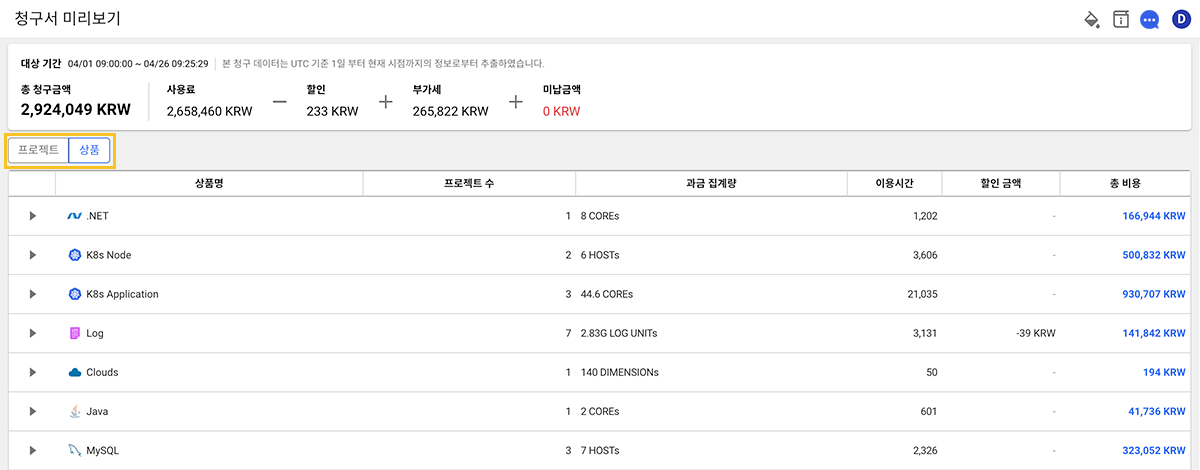 청구서 미리보기
D
대상 기간 04/01 09:00:00 ~ 04/26 09:25:29 본 청구 데이터는 UTC 기준 1일 부터 현재 시점까지의 정보로부터 추출하였습니다.
총 청구금액 사용료 할인 부가세 미납금액
2,924,049 KRW 2,658,460 KRW — 233 KRW + 265,822 KRW + 0 KRW
프로젝트 상품
상품명 프로젝트 수 과금 집계량 이용시간 할인 금액 총 비용
.NET 1 8 COREs 1,202 - 166,944 KRW
K8s Node 2 6 HOSTs 3,606 - 500,832 KRW
K8s Application 3 44.6 COREs 21,035 - 930,707 KRW
Log 7 2.83G LOG UNITs 3,131 -39 KRW 141,842 KRW
Clouds 1 140 DIMENSIONs 50 - 194 KRW
Java 1 2 COREs 601 - 41,736 KRW
MySQL 3 7 HOSTs 2,326 - 323,052 KRW